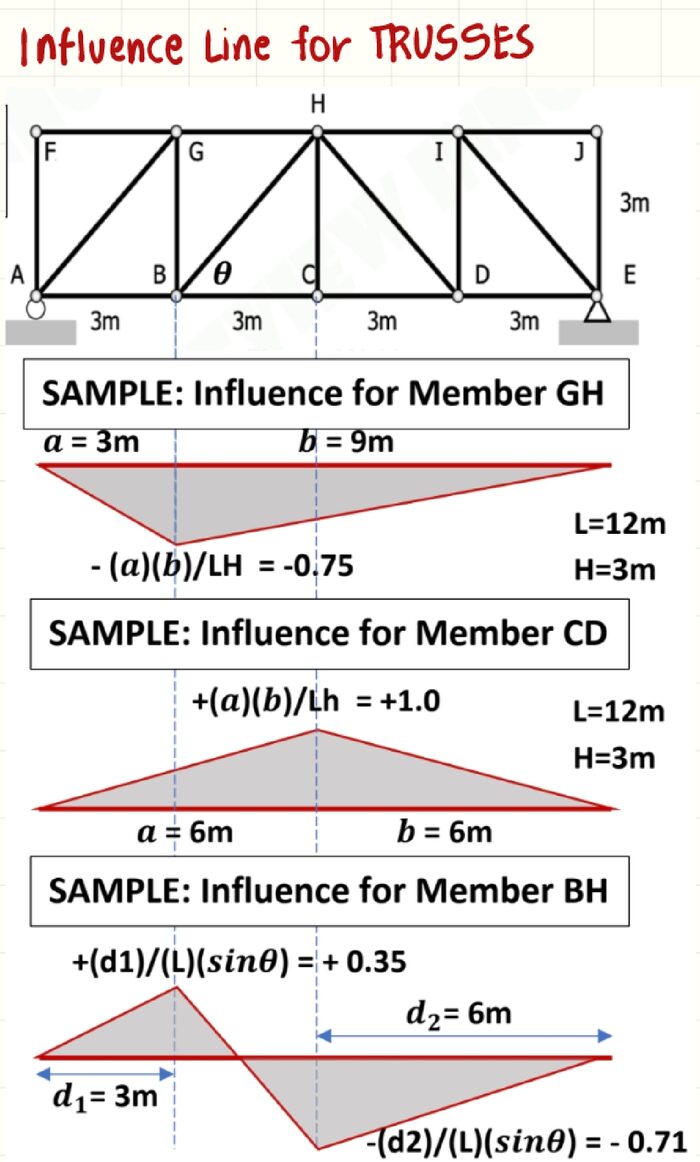 Influence Line for TRUSSES
H
F G I J
3m
A B θ C D E
3m 3m 3m 3m
SAMPLE: Influence for Member GH
a = 3m b = 9m
L=12m
- (a)(b)/LH = -0.75
H=3m
SAMPLE: Influence for Member CD
+(a)(b)/Lh = +1.0
L=12m
H=3m
a = 6m b = 6m
SAMPLE: Influence for Member BH
+(d1)/(L)(sinθ) = + 0.35
d₂= 6m
d₁= 3m
-(d2)/(L)(sinθ) = - 0.71